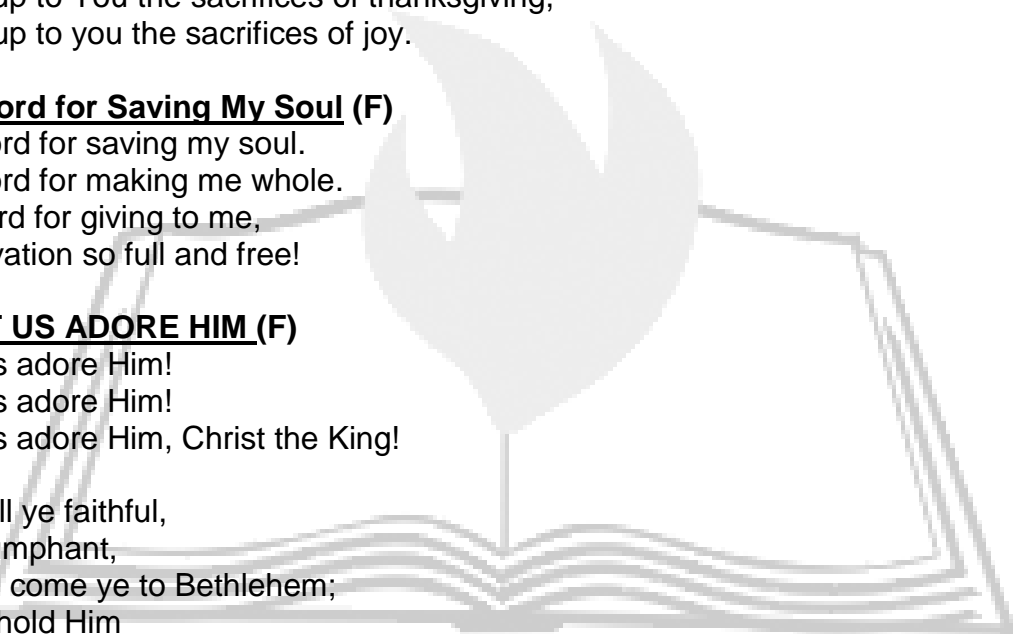 up to You the sacrifices of thanksgiving,
up to you the sacrifices of joy.
ord for Saving My Soul (F)
ord for saving my soul.
ord for making me whole.
rd for giving to me,
vation so full and free!
T US ADORE HIM (F)
s adore Him!
s adore Him!
s adore Him, Christ the King!
ll ye faithful,
umphant,
come ye to Bethlehem;
hold Him